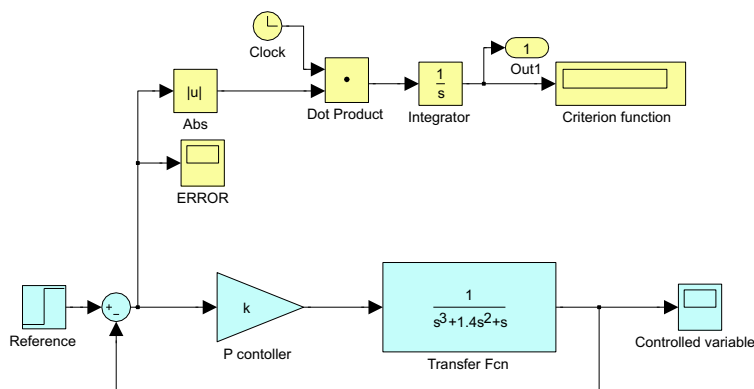 Clock
1
Out1
|u|
Abs
Dot Product
1
s
Integrator
Criterion function
ERROR
Reference
+
−
k
P contoller
1
s³+1.4s²+s
Transfer Fcn
Controlled variable